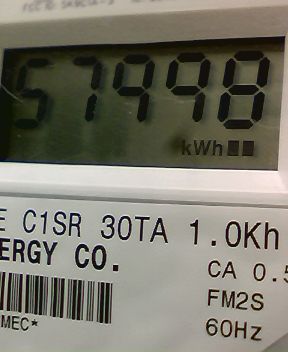 57998
kWh
E C1SR 30TA 1.0Kh
ERGY CO.
CA 0.5
FM2S
MEC*
60Hz